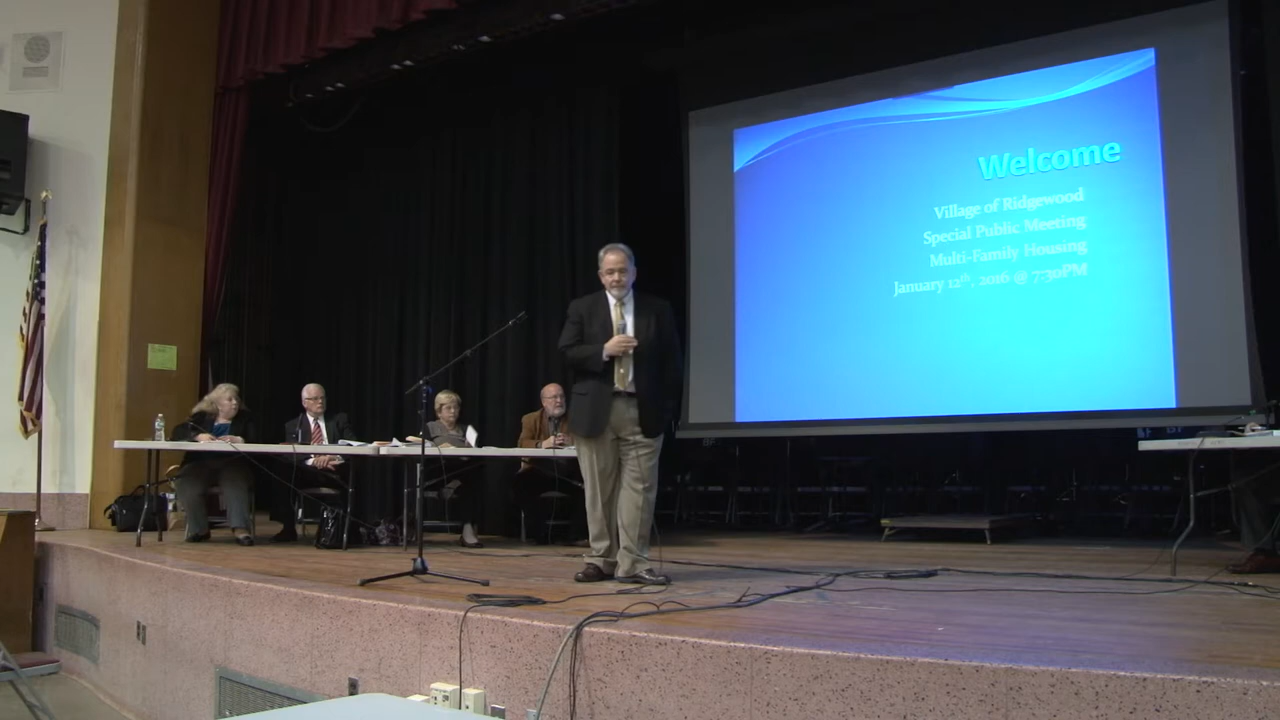 Welcome
Village of Ridgewood
Special Public Meeting
Multi-Family Housing
January 12th, 2016 @ 7:30PM